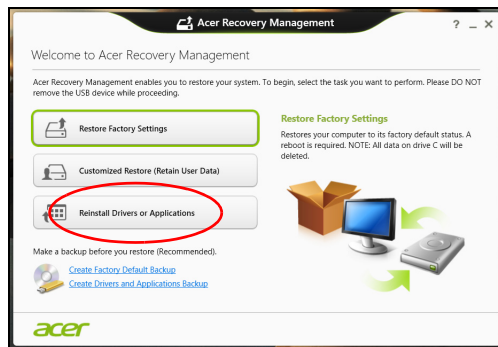 Acer Recovery Management
? _ ×
Welcome to Acer Recovery Management
Acer Recovery Management enables you to restore your system. To begin, select the task you want to perform. Please DO NOT
remove the USB device while proceeding.
Restore Factory Settings
Customized Restore (Retain User Data)
Reinstall Drivers or Applications
Restore Factory Settings
Restores your computer to its factory default status. A
reboot is required. NOTE: All data on drive C will be
deleted.
Make a backup before you restore (Recommended).
Create Factory Default Backup
Create Drivers and Applications Backup
acer